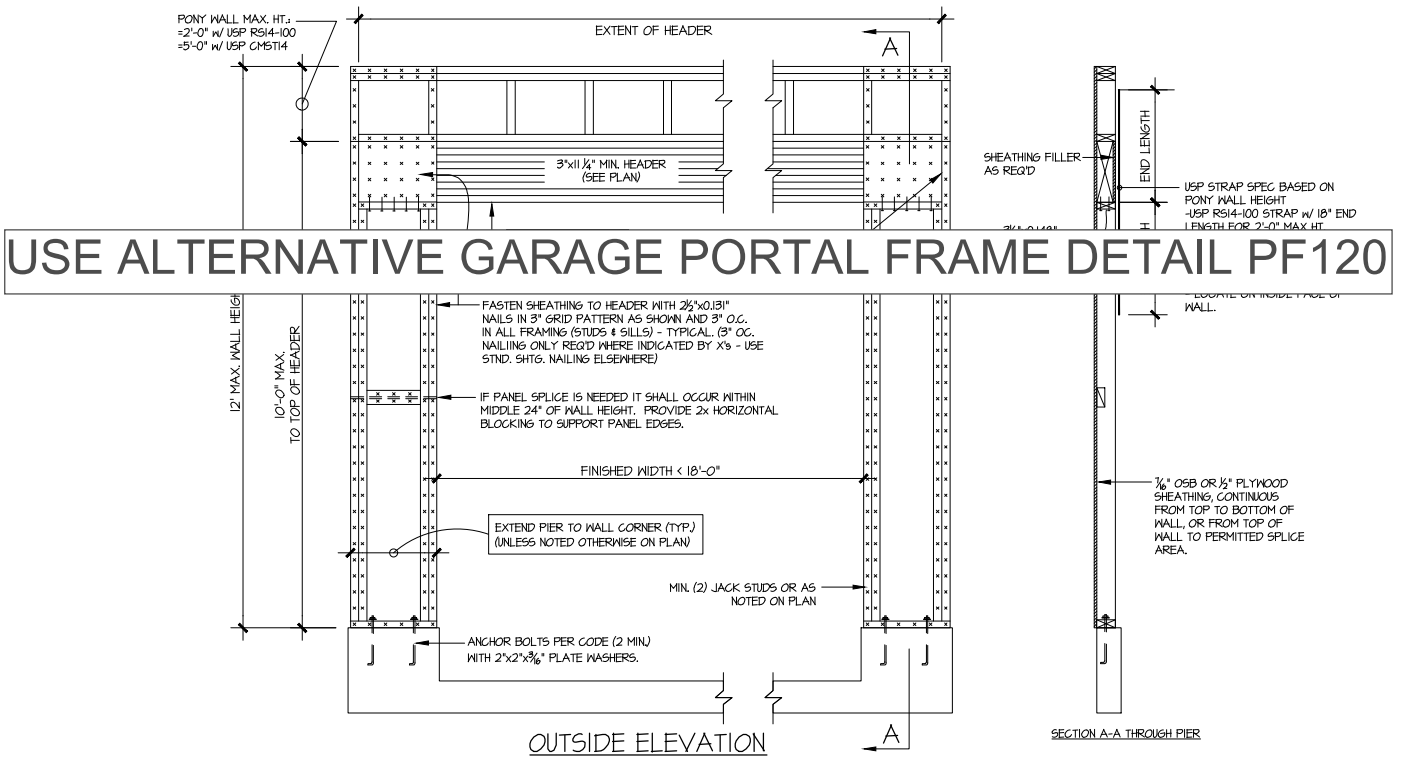 PONY WALL MAX. HT.:
=2'-0" W/ USP RS14-100
=5'-0" W/ USP CMST14
EXTENT OF HEADER
A
3"x11 1/4" MIN. HEADER
(SEE PLAN)
SHEATHING FILLER
AS REQ'D
END LENGTH
USP STRAP SPEC BASED ON
PONY WALL HEIGHT
-USP RS14-100 STRAP W/ 18" END
LENGTH FOR 2'-0" MAX HT
USE ALTERNATIVE GARAGE PORTAL FRAME DETAIL PF120
WALL.
12' MAX. WALL HEIGHT
10'-0" MAX.
TO TOP OF HEADER
FASTEN SHEATHING TO HEADER WITH 2 1/2"x0.131"
NAILS IN 3" GRID PATTERN AS SHOWN AND 3" O.C.
IN ALL FRAMING (STUDS & SILLS) - TYPICAL. (3" OC.
NAILING ONLY REQ'D WHERE INDICATED BY X's - USE
STND. SHTG. NAILING ELSEWHERE)
IF PANEL SPLICE IS NEEDED IT SHALL OCCUR WITHIN
MIDDLE 24" OF WALL HEIGHT. PROVIDE 2x HORIZONTAL
BLOCKING TO SUPPORT PANEL EDGES.
FINISHED WIDTH < 18'-0"
7/16" OSB OR 1/2" PLYWOOD
SHEATHING, CONTINUOUS
FROM TOP TO BOTTOM OF
WALL, OR FROM TOP OF
WALL TO PERMITTED SPLICE
AREA.
EXTEND PIER TO WALL CORNER (TYP.)
(UNLESS NOTED OTHERWISE ON PLAN)
MIN. (2) JACK STUDS OR AS
NOTED ON PLAN
ANCHOR BOLTS PER CODE (2 MIN.)
WITH 2"x2"x3/16" PLATE WASHERS.
A
OUTSIDE ELEVATION
SECTION A-A THROUGH PIER